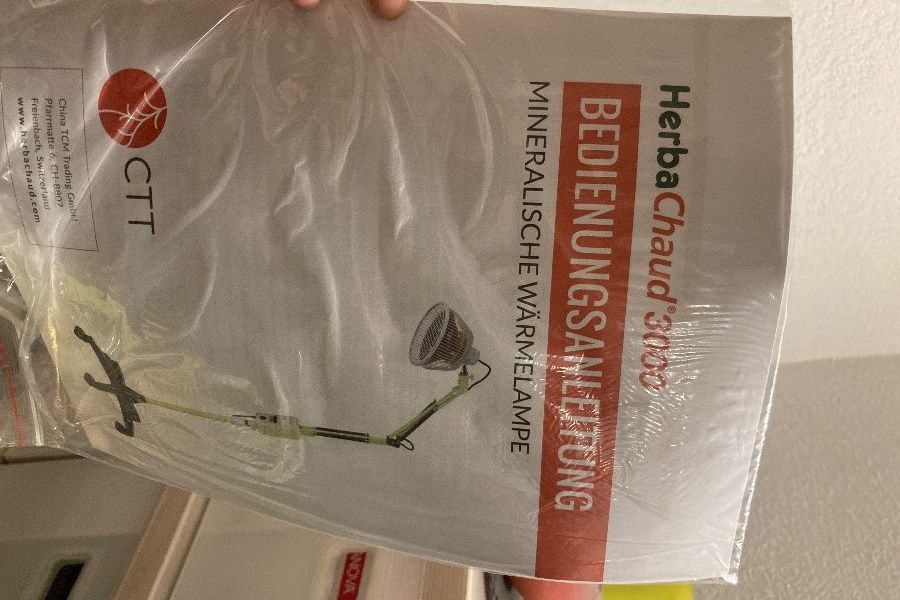 HerbaChaud® 3000
BEDIENUNGSANLEITUNG
MINERALISCHE WÄRMELAMPE
CTT
China TCM Trading GmbH
Pfarrmatte 6, CH 8807
Freienbach, Switzerland
www.herbachaud.com
NOVA